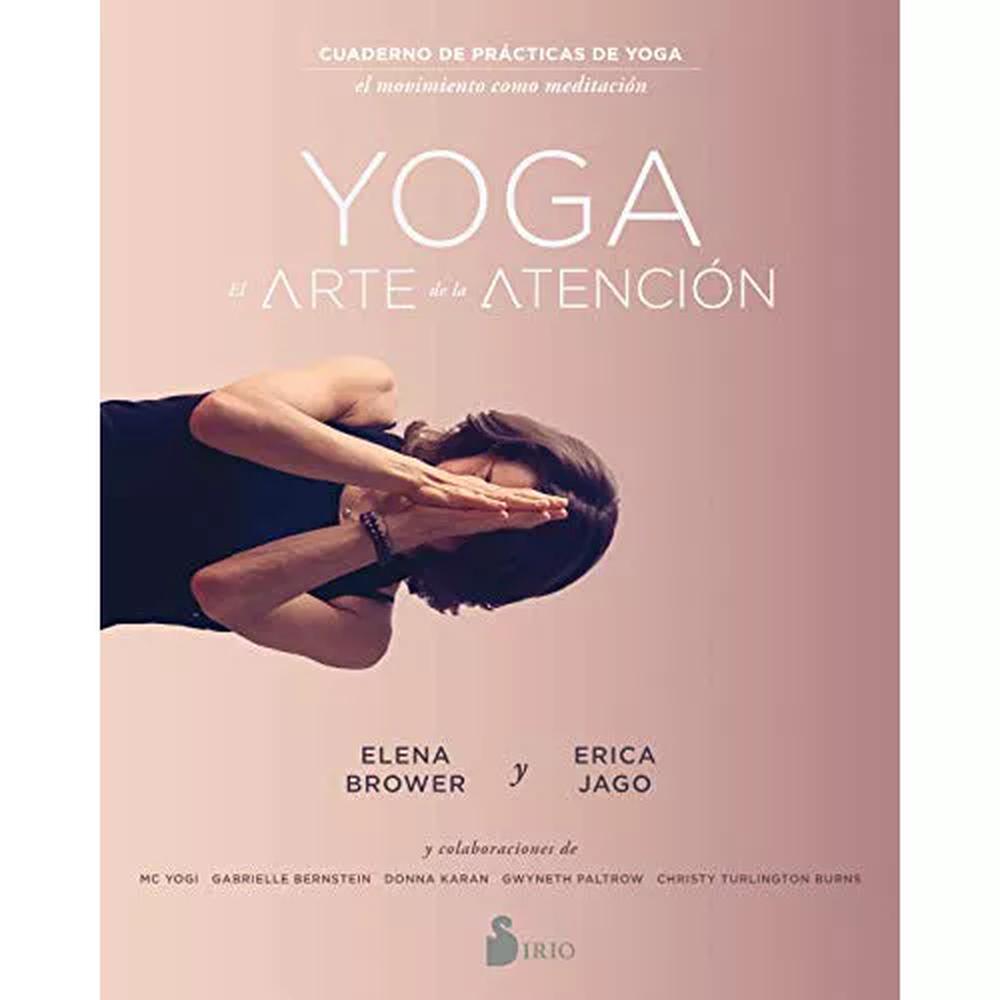 CUADERNO DE PRÁCTICAS DE YOGA
el movimiento como meditación
YOGA
El ARTE de la ATENCIÓN
ELENA BROWER y ERICA JAGO
y colaboraciones de
MC YOGI GABRIELLE BERNSTEIN DONNA KARAN GWYNETH PALTROW CHRISTY TURLINGTON BURNS
SIRIO